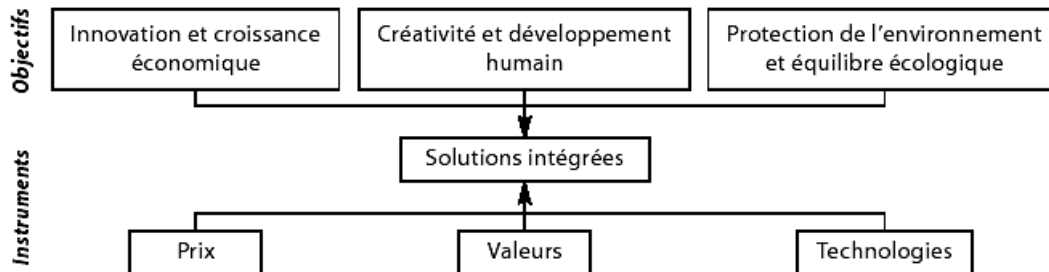 Objectifs
Innovation et croissance
économique
Créativité et développement
humain
Protection de l'environnement
et équilibre écologique
Solutions intégrées
Instruments
Prix
Valeurs
Technologies